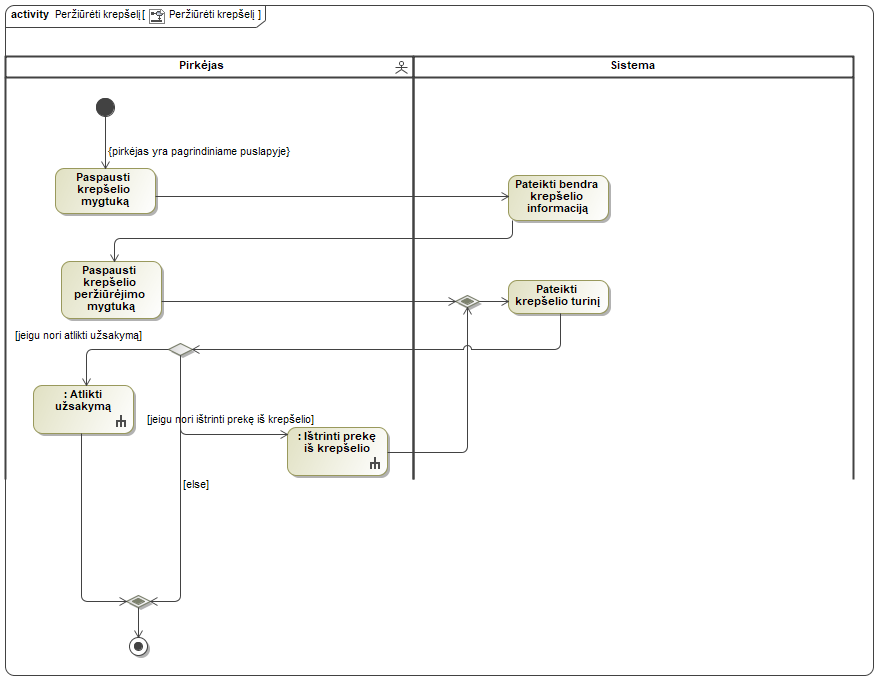 activity Peržiūrėti krepšelį [ Peržiūrėti krepšelį ]
Pirkėjas
Sistema
{pirkėjas yra pagrindiniame puslapyje}
Paspausti
krepšelio
mygtuką
Pateikti bendra
krepšelio
informaciją
Paspausti
krepšelio
peržiūrėjimo
mygtuką
Pateikti
krepšelio turinį
[jeigu nori atlikti užsakymą]
: Atlikti
užsakymą
[jeigu nori ištrinti prekę iš krepšelio]
: Ištrinti prekę
iš krepšelio
[else]